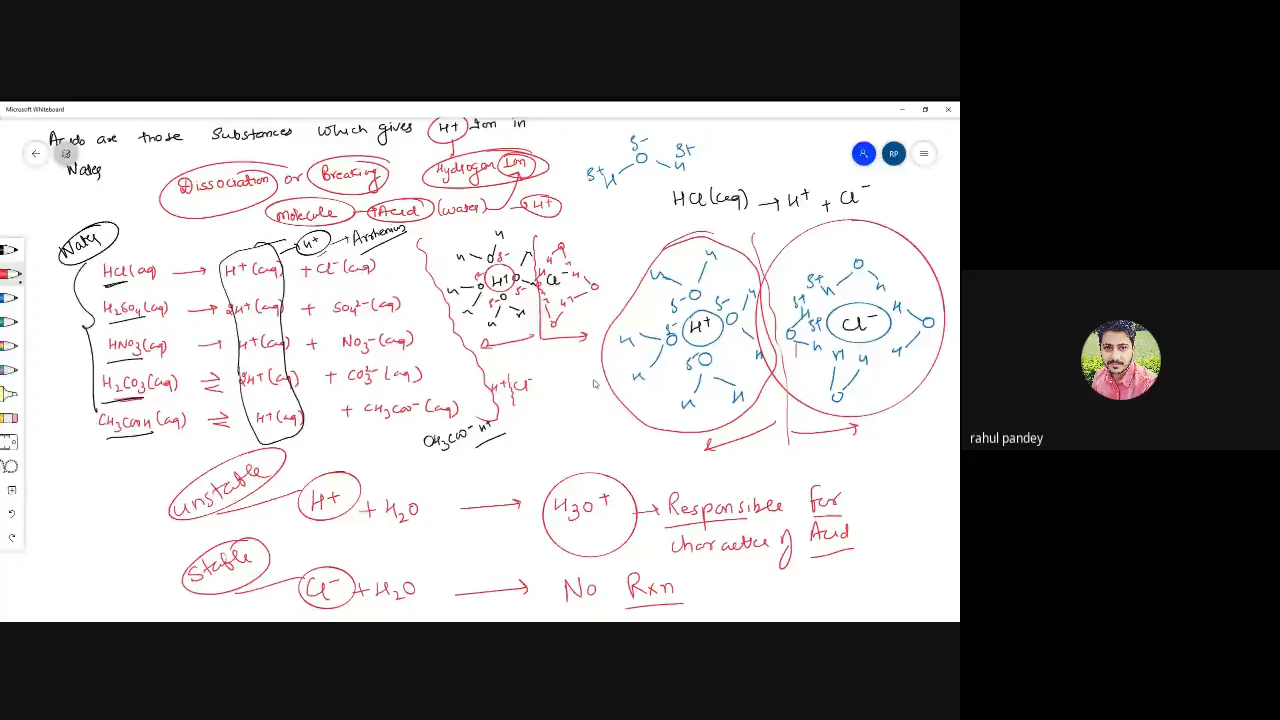 Microsoft Whiteboard
Acids are those Substances which gives H+ Ion in
Water
Dissociation or Breaking
Hydrogen Ion
Molecule Acid (water) → H+
δ+ H O δ- H δ+
HCl(aq) → H+ + Cl-
Water
H+ → Arrhenius
HCl(aq) → H+(aq) + Cl-(aq)
H2SO4(aq) → 2H+(aq) + SO4 2-(aq)
HNO3(aq) → H+(aq) + NO3-(aq)
H2CO3(aq) ⇌ 2H+(aq) + CO3 2-(aq)
CH3COOH(aq) ⇌ H+(aq) + CH3COO-(aq)
H+ Cl-
H+ Cl-
CH3COO- H+
H+
Cl-
RP
rahul pandey
unstable H+ + H2O → H3O+ → Responsible for
character of Acid
stable Cl- + H2O → No Rxn